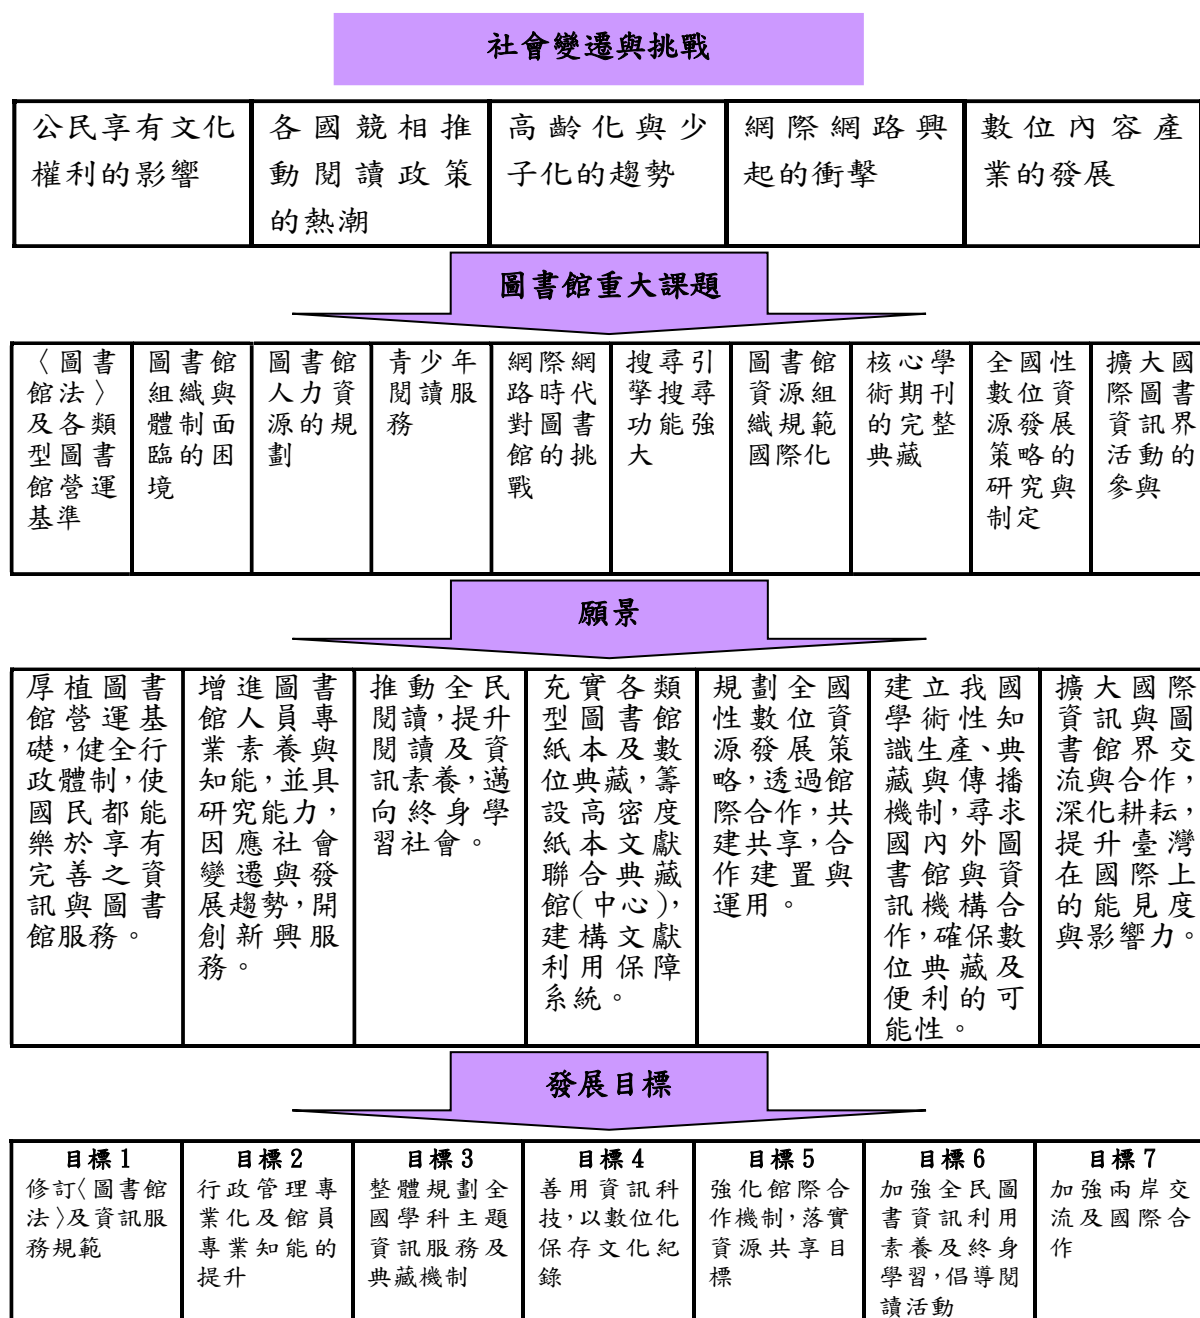 社會變遷與挑戰
公民享有文化
權利的影響
各國競相推
動閱讀政策
的熱潮
高齡化與少
子化的趨勢
網際網路興
起的衝擊
數位內容產
業的發展
圖書館重大課題
〈圖書
館法〉
及各類
型圖書
館營運
基準
圖書館
組織與
體制面
臨的困
境
圖書館
人力資
源的規
劃
青少年
閱讀服
務
網際網
路時代
對圖書
館的挑
戰
搜尋引
擎搜尋
功能強
大
圖書館
資源組
織規範
國際化
核心學
術期刊
的完整
典藏
全國性
數位資
源發展
策略的
研究與
制定
擴大國
際圖書
資訊界
活動的
參與
願景
厚植圖書
館營運基
礎，健全行
政體制，使
國民都能
樂於享有
完善之資
訊與圖書
館服務。
增進圖書
館人員專
業素養與
知能，並具
研究能力，
因應社會
變遷與發
展趨勢，開
創新興服
務。
推動全民
閱讀，提升
閱讀及資
訊素養，邁
向終身學
習社會。
充實各類
型圖書館
紙本及數
位典藏，籌
設高密度
紙本文獻
聯合典藏
館(中心)，
建構文獻
利用保障
系統。
規劃全國
性數位資
源發展策
略，透過館
際合作，共
建共享，合
作建置與
運用。
建立我國
學術性知
識生產、典
藏與傳播
機制，尋求
國內外圖
書館與資
訊機構合
作，確保數
位典藏及
便利的可
能性。
擴大國際
資訊與圖
書館界交
流與合作，
深化耕耘，
提升臺灣
在國際上
的能見度
與影響力。
發展目標
目標 1
修訂〈圖書館
法〉及資訊服
務規範
目標 2
行政管理專
業化及館員
專業知能的
提升
目標 3
整體規劃全
國學科主題
資訊服務及
典藏機制
目標 4
善用資訊科
技，以數位化
保存文化紀
錄
目標 5
強化館際合
作機制，落實
資源共享目
標
目標 6
加強全民圖
書資訊利用
素養及終身
學習，倡導閱
讀活動
目標 7
加強兩岸交
流及國際合
作